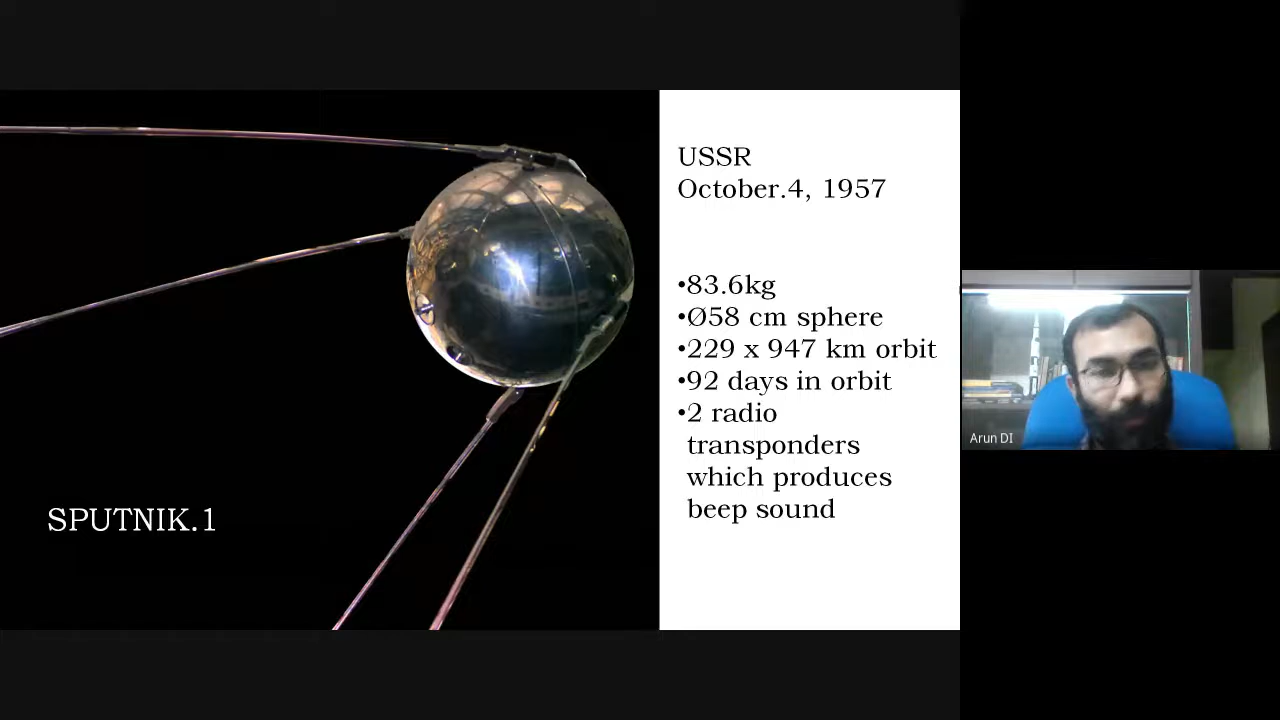 USSR
October.4, 1957
•83.6kg
•Ø58 cm sphere
•229 x 947 km orbit
•92 days in orbit
•2 radio
transponders
which produces
beep sound
SPUTNIK.1
Arun DI